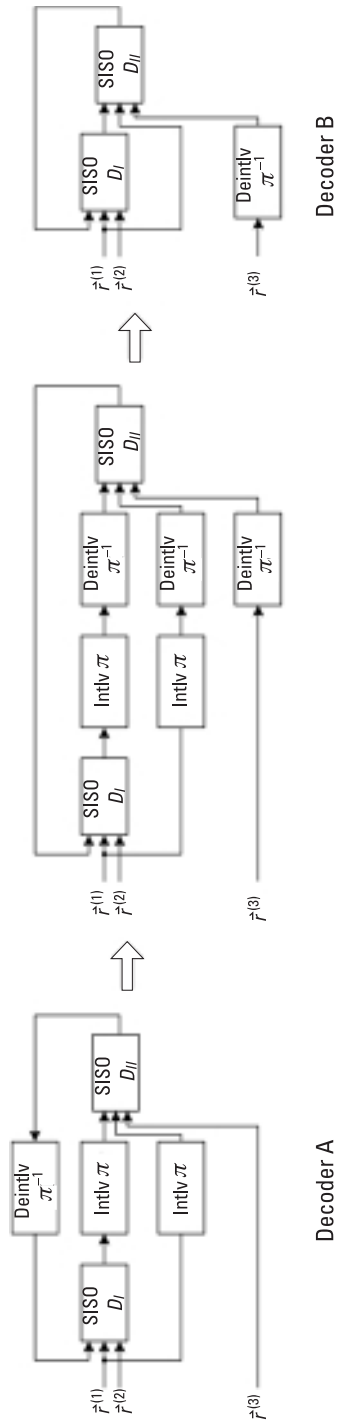 Deintlv
π⁻¹
SISO
D_I
Intlv π
SISO
D_II
Intlv π
r⃗⁽¹⁾
r⃗⁽²⁾
r⃗⁽³⁾
Decoder A
SISO
D_I
Intlv π
Deintlv
π⁻¹
SISO
D_II
Intlv π
Deintlv
π⁻¹
Deintlv
π⁻¹
r⃗⁽¹⁾
r⃗⁽²⁾
r⃗⁽³⁾
SISO
D_I
SISO
D_II
Deintlv
π⁻¹
r⃗⁽¹⁾
r⃗⁽²⁾
r⃗⁽³⁾
Decoder B